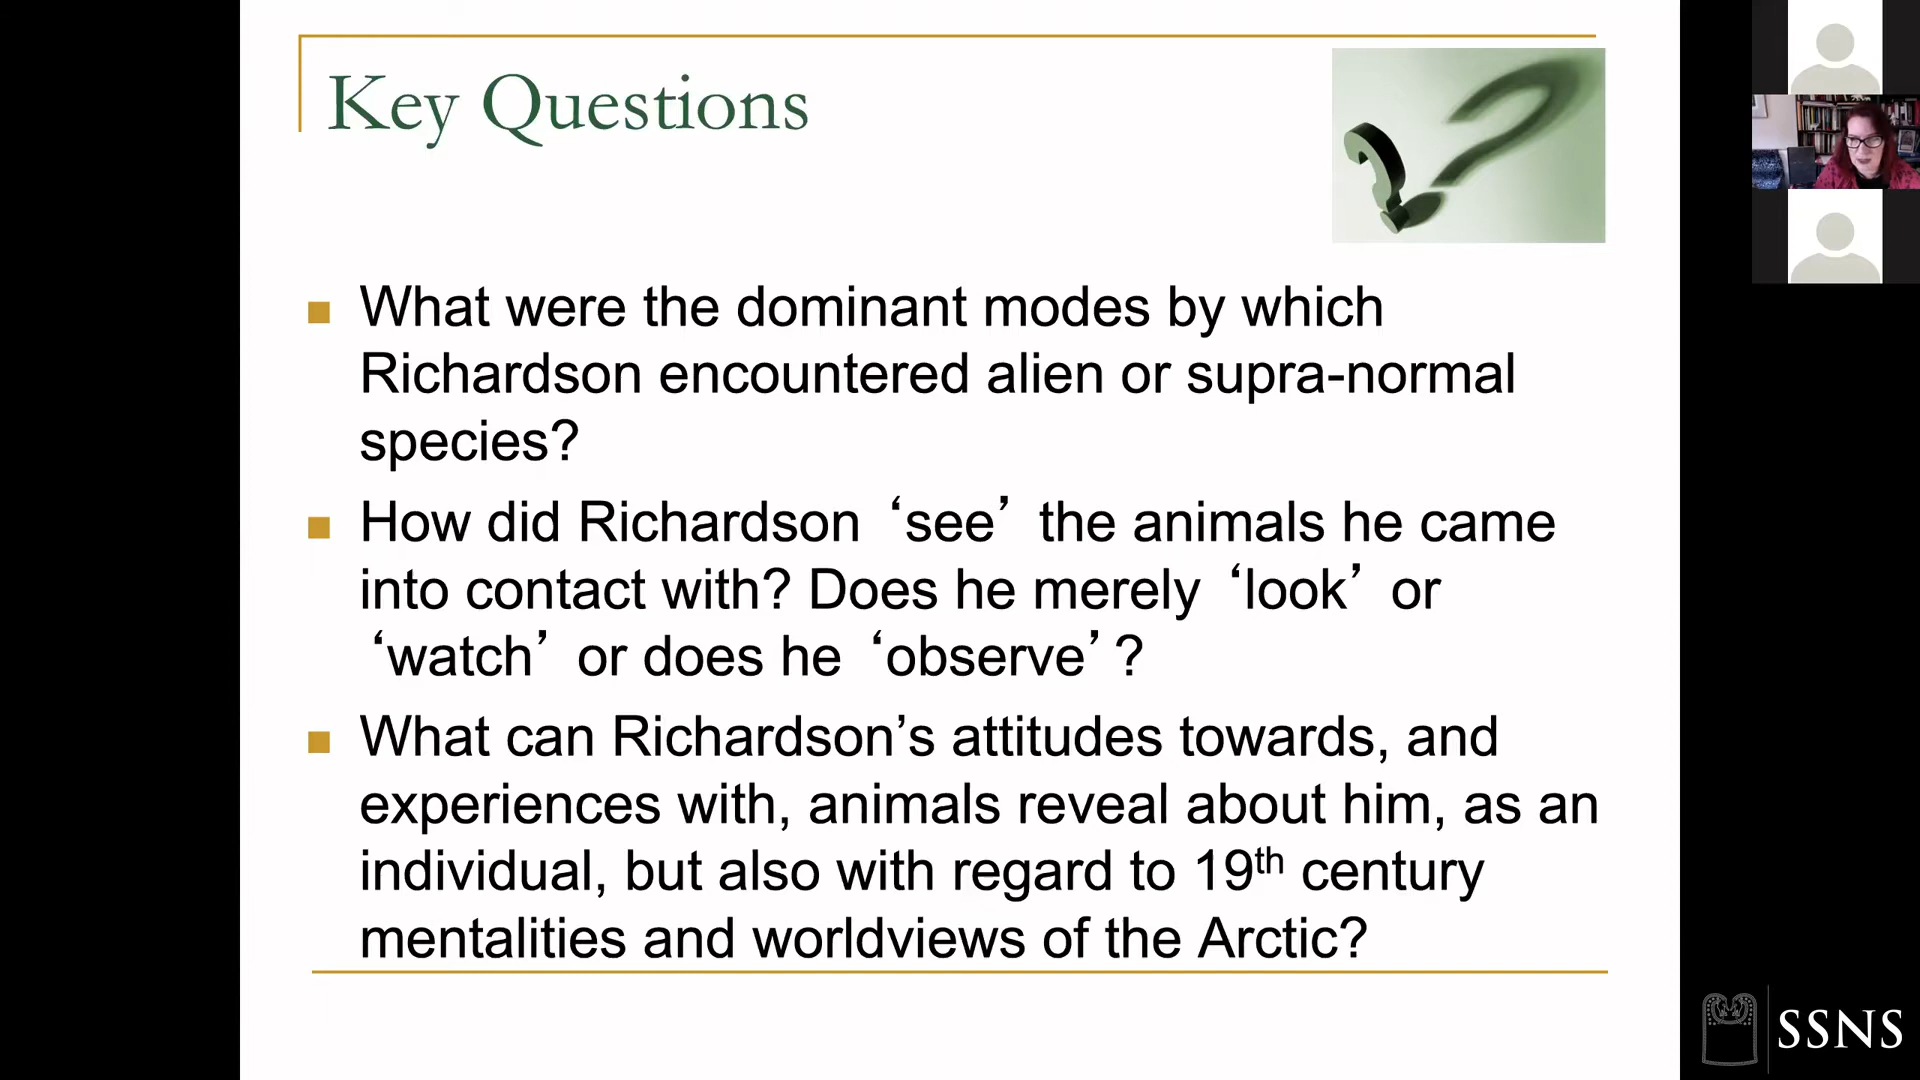 Key Questions
What were the dominant modes by which
Richardson encountered alien or supra-normal
species?
How did Richardson ‘see’ the animals he came
into contact with? Does he merely ‘look’ or
‘watch’ or does he ‘observe’?
What can Richardson’s attitudes towards, and
experiences with, animals reveal about him, as an
individual, but also with regard to 19th century
mentalities and worldviews of the Arctic?
SSNS